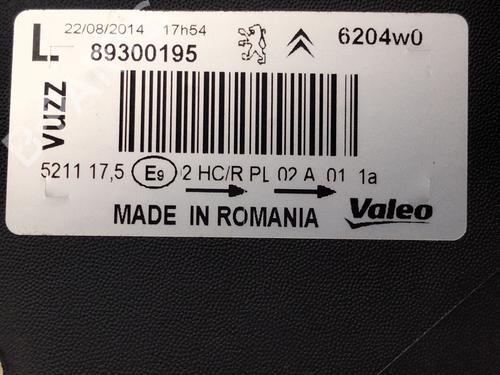 L 22/08/2014 17h54
89300195 6204w0
vuzz
5211 17,5 E9 2 HC/R PL 02 A 01 1a
MADE IN ROMANIA Valeo